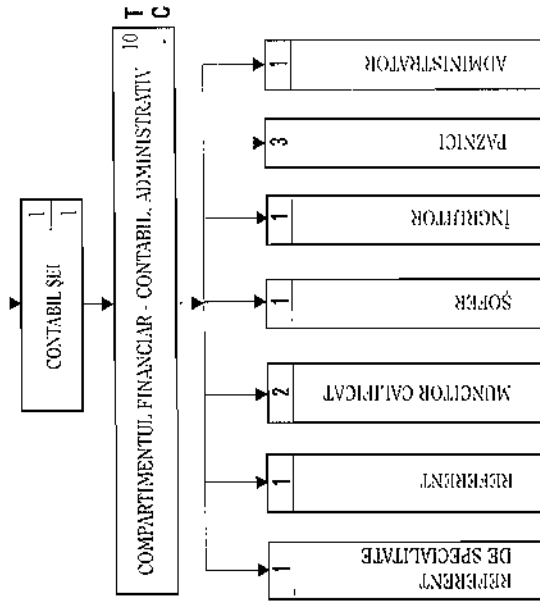 CONTABIL ŞEF
1
1
COMPARTIMENTUL FINANCIAR - CONTABIL, ADMINISTRATIV
10
T
C
1
REFERENT
DE SPECIALITATE
1
REFERENT
2
MUNCITOR CALIFICAT
1
ŞOFER
1
ÎNGRIJITOR
3
PAZNICI
1
ADMINISTRATOR